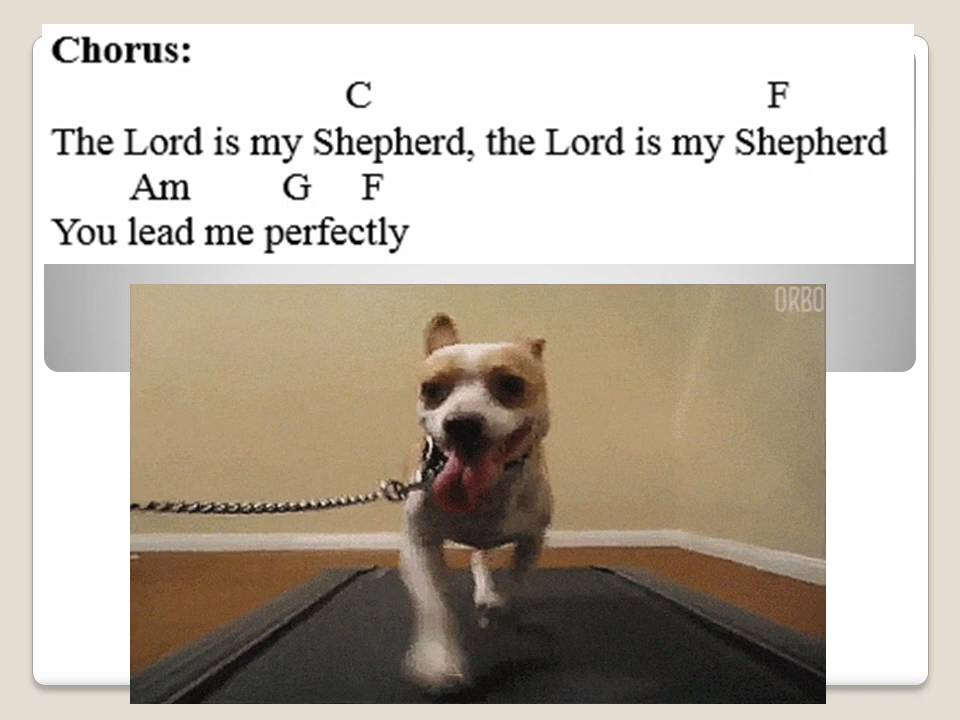 Chorus:
C F
The Lord is my Shepherd, the Lord is my Shepherd
Am G F
You lead me perfectly
ORBO